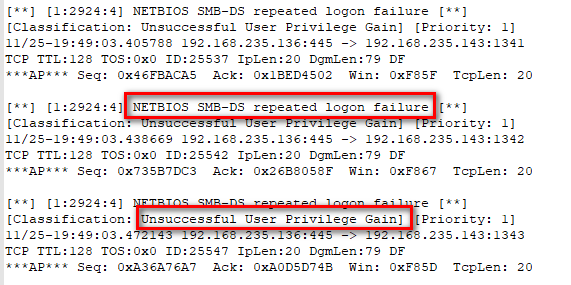 [**] [1:2924:4] NETBIOS SMB-DS repeated logon failure [**]
[Classification: Unsuccessful User Privilege Gain] [Priority: 1]
11/25-19:49:03.405788 192.168.235.136:445 -> 192.168.235.143:1341
TCP TTL:128 TOS:0x0 ID:25537 IpLen:20 DgmLen:79 DF
***AP*** Seq: 0x46FBACA5  Ack: 0x1BED4502  Win: 0xF85F  TcpLen: 20
[**] [1:2924:4] NETBIOS SMB-DS repeated logon failure [**]
[Classification: Unsuccessful User Privilege Gain] [Priority: 1]
11/25-19:49:03.438669 192.168.235.136:445 -> 192.168.235.143:1342
TCP TTL:128 TOS:0x0 ID:25542 IpLen:20 DgmLen:79 DF
***AP*** Seq: 0x735B7DC3  Ack: 0x26B8058F  Win: 0xF867  TcpLen: 20
[**] [1:2924:4] NETBIOS SMB-DS repeated logon failure [**]
[Classification: Unsuccessful User Privilege Gain] [Priority: 1]
11/25-19:49:03.472143 192.168.235.136:445 -> 192.168.235.143:1343
TCP TTL:128 TOS:0x0 ID:25547 IpLen:20 DgmLen:79 DF
***AP*** Seq: 0xA36A76A7  Ack: 0xA0D5D74B  Win: 0xF85D  TcpLen: 20